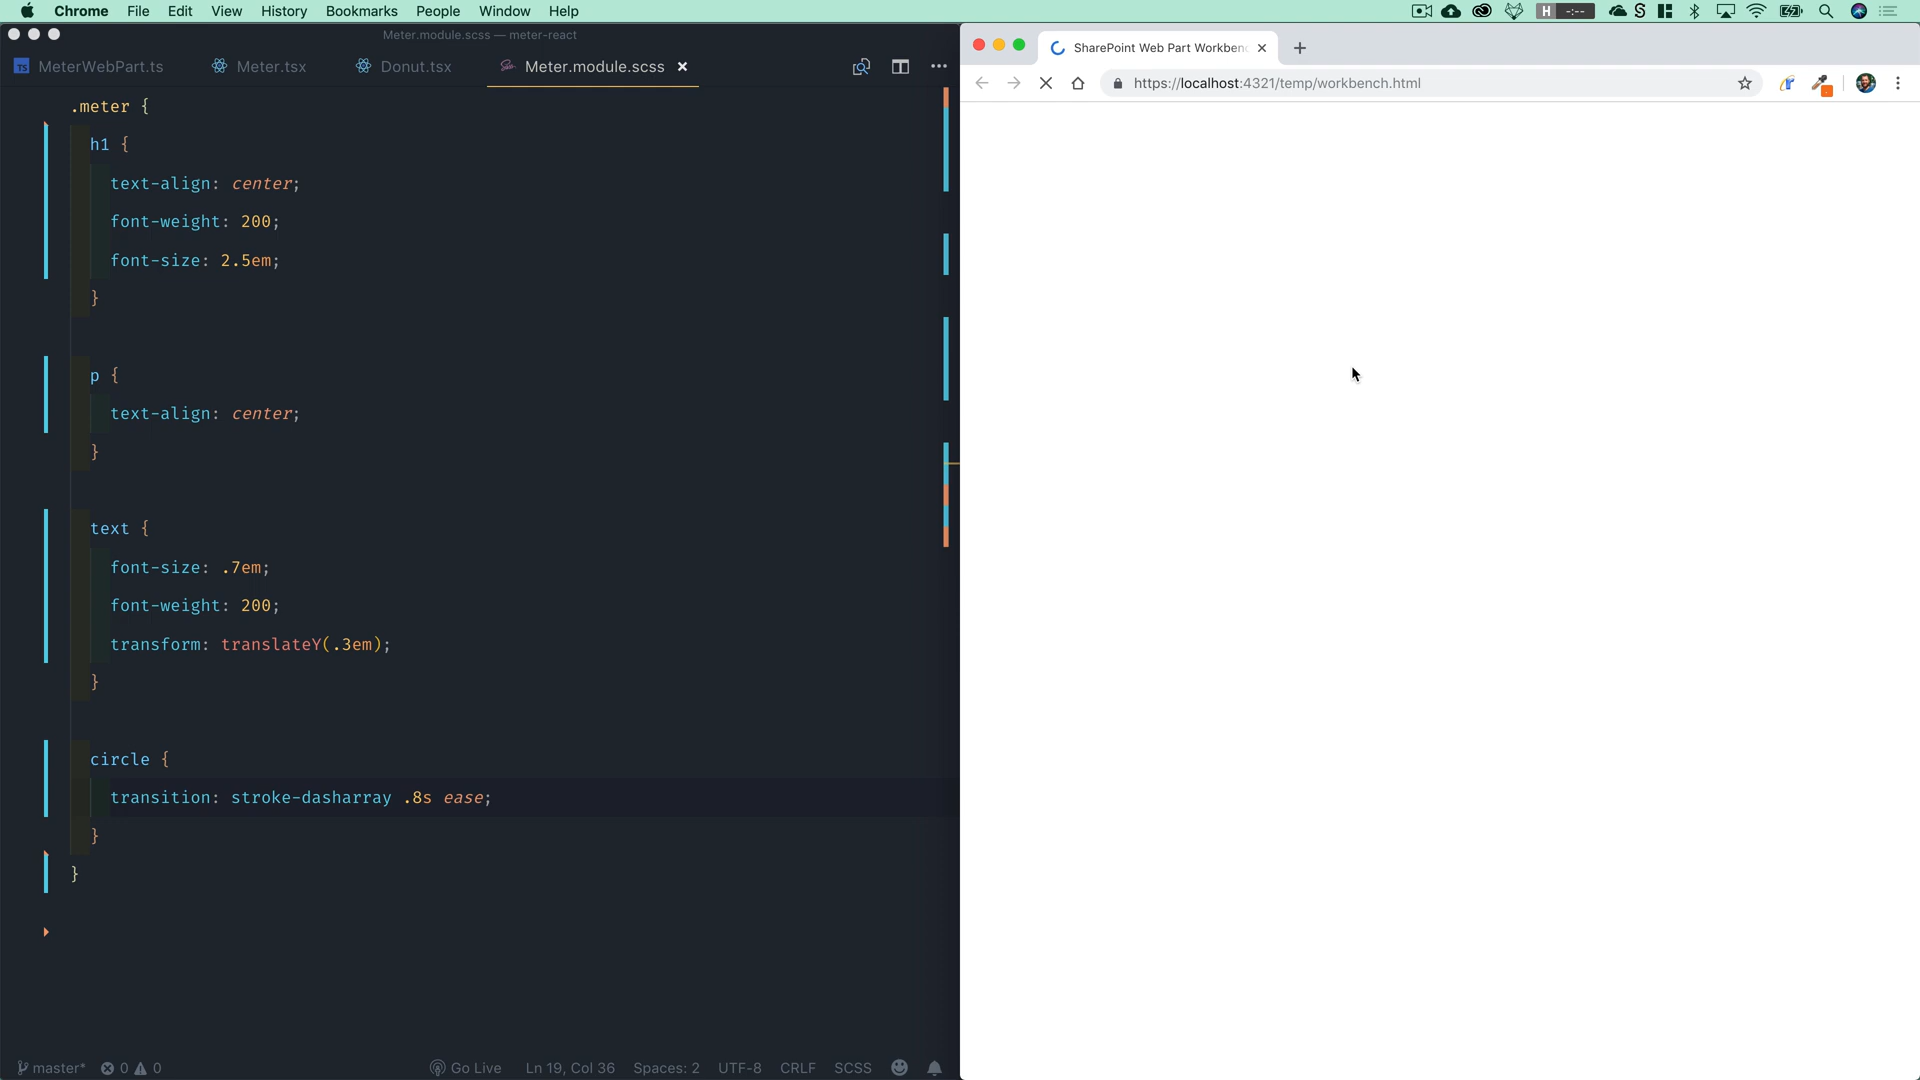 Chrome File Edit View History Bookmarks People Window Help
H -:--
Meter.module.scss — meter-react
TS MeterWebPart.ts Meter.tsx Donut.tsx Meter.module.scss
.meter {
h1 {
text-align: center;
font-weight: 200;
font-size: 2.5em;
}
p {
text-align: center;
}
text {
font-size: .7em;
font-weight: 200;
transform: translateY(.3em);
}
circle {
transition: stroke-dasharray .8s ease;
}
}
master* 0 0 Go Live Ln 19, Col 36 Spaces: 2 UTF-8 CRLF SCSS
SharePoint Web Part Workben
https://localhost:4321/temp/workbench.html